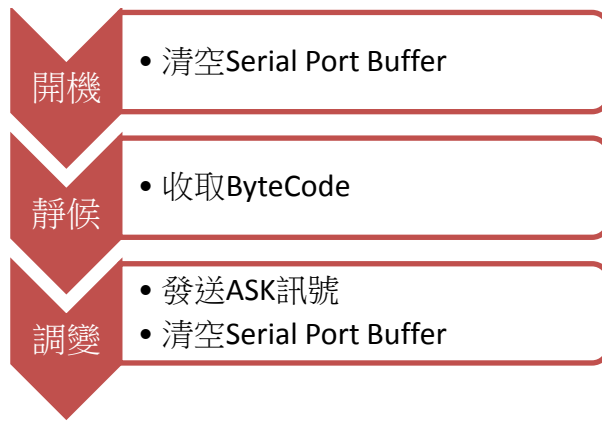 開機
• 清空Serial Port Buffer
靜候
• 收取ByteCode
調變
• 發送ASK訊號
• 清空Serial Port Buffer